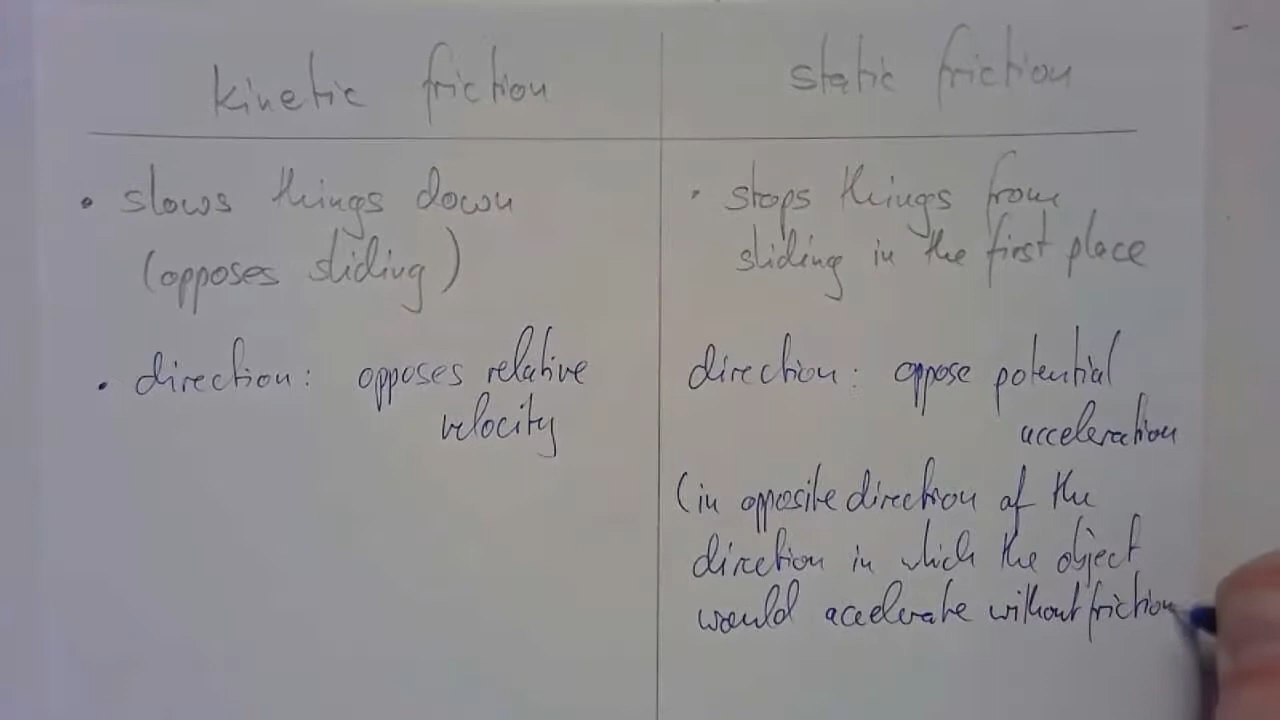 kinetic friction
static friction
• slows things down
(opposes sliding)
• direction: opposes relative
velocity
• stops things from
sliding in the first place
direction: oppose potential
acceleration
(in opposite direction of the
direction in which the object
would accelerate without friction